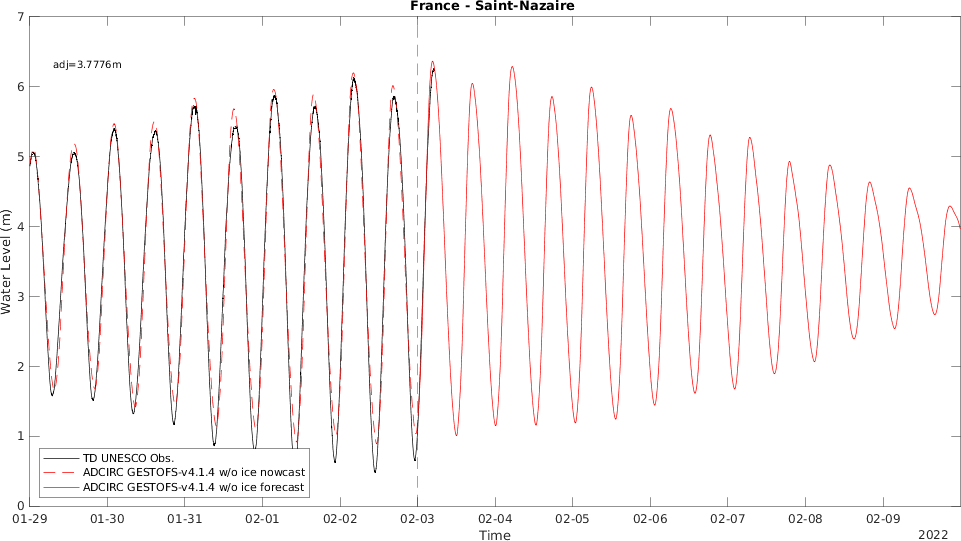 France - Saint-Nazaire
adj=3.7776m
7
6
5
4
3
2
1
0
Water Level (m)
TD UNESCO Obs.
ADCIRC GESTOFS-v4.1.4 w/o ice nowcast
ADCIRC GESTOFS-v4.1.4 w/o ice forecast
01-29 01-30 01-31 02-01 02-02 02-03 02-04 02-05 02-06 02-07 02-08 02-09
Time
2022